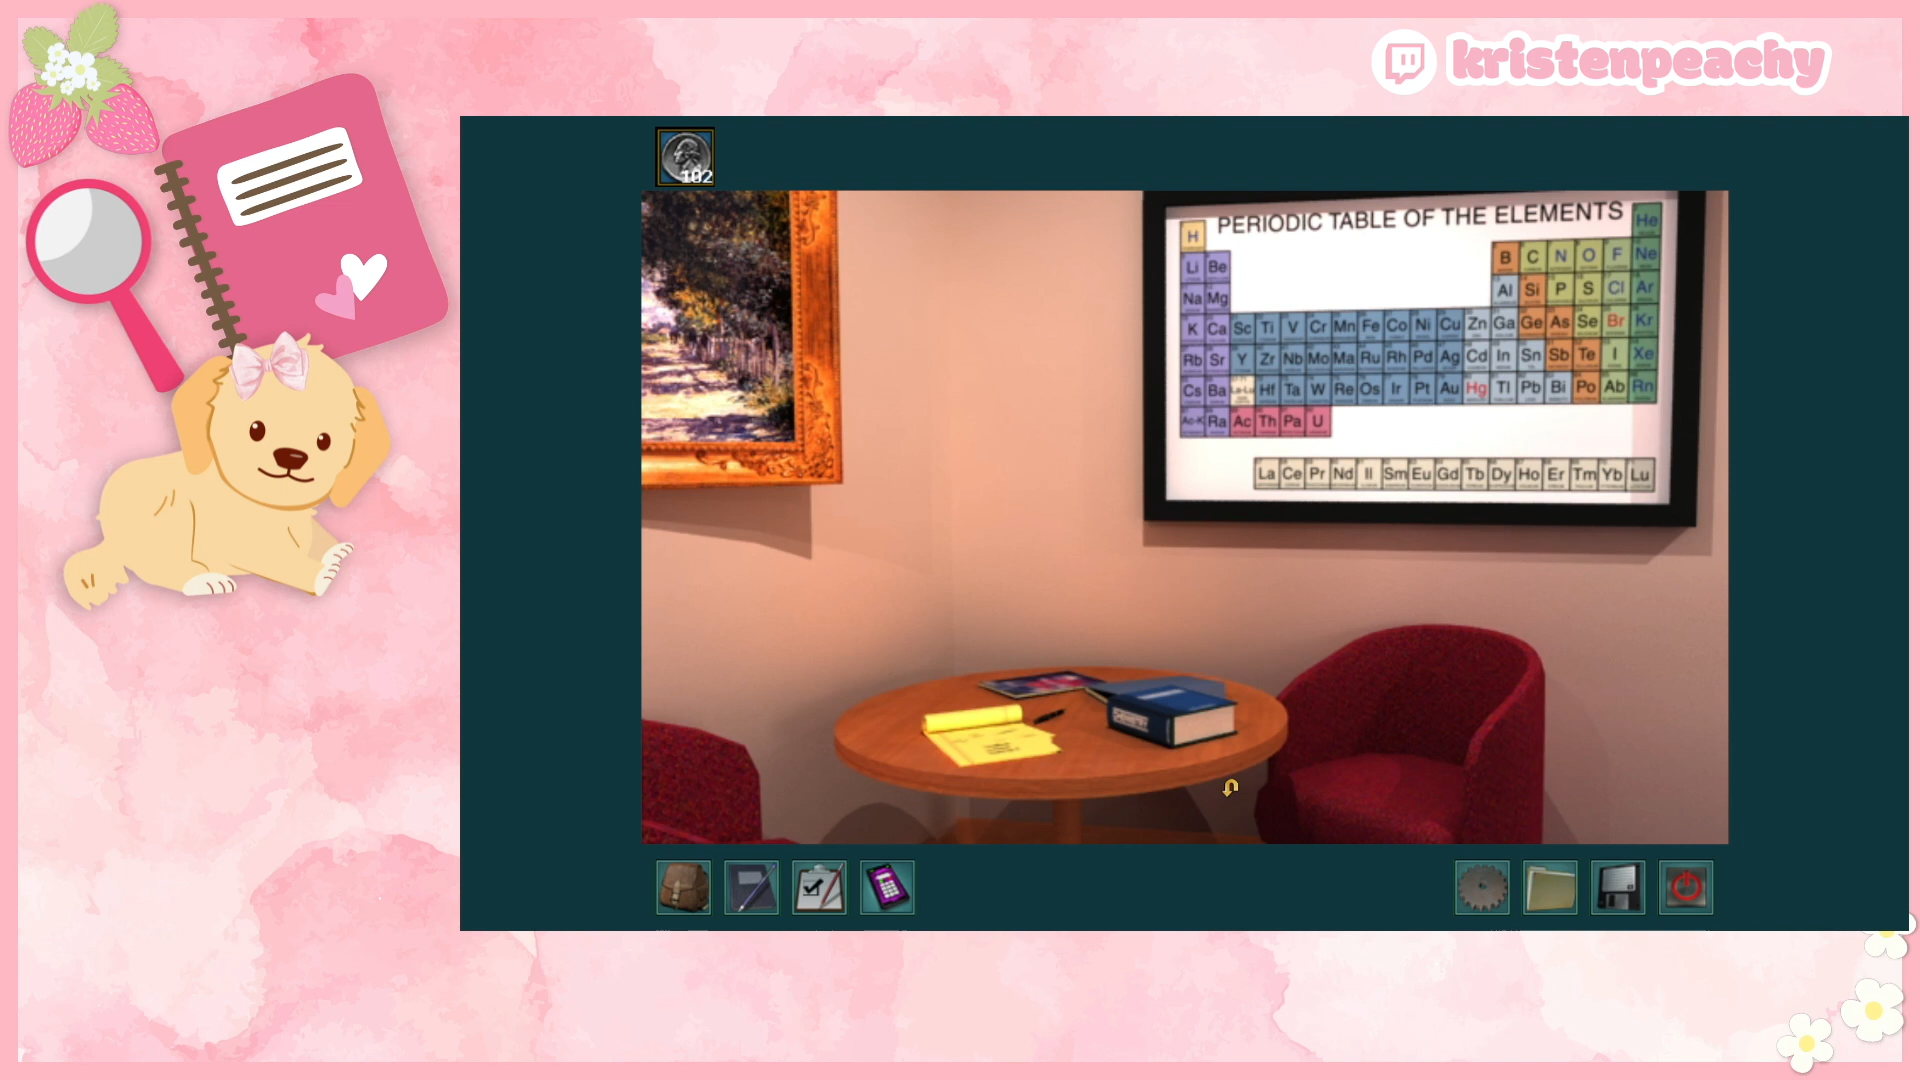 kristenpeachy
102
PERIODIC TABLE OF THE ELEMENTS
H He
Li Be B C N O F Ne
Na Mg Al Si P S Cl Ar
K Ca Sc Ti V Cr Mn Fe Co Ni Cu Zn Ga Ge As Se Br Kr
Rb Sr Y Zr Nb Mo Ma Ru Rh Pd Ag Cd In Sn Sb Te I Xe
Cs Ba La-Lu Hf Ta W Re Os Ir Pt Au Hg Tl Pb Bi Po Ab Rn
Ac-K Ra Ac Th Pa U
La Ce Pr Nd Il Sm Eu Gd Tb Dy Ho Er Tm Yb Lu